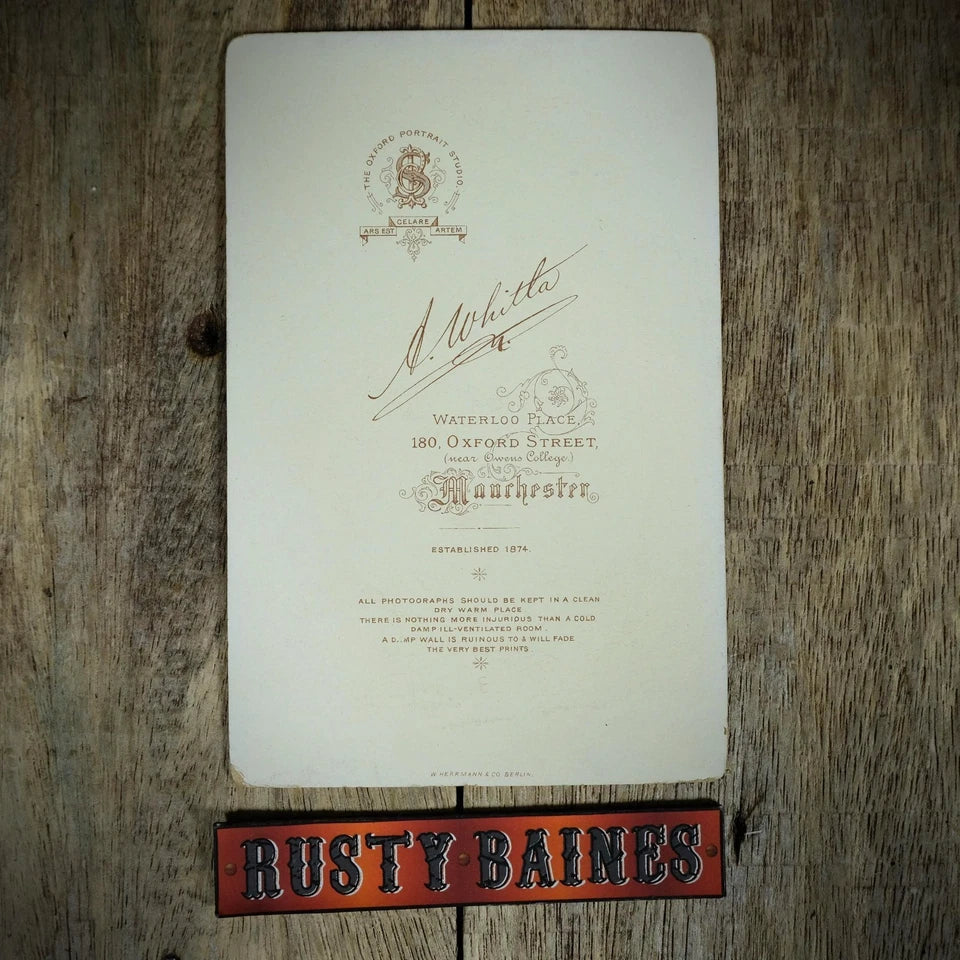 THE OXFORD PORTRAIT STUDIO.
ARS EST CELARE ARTEM
A. Whitla
WATERLOO PLACE,
180, OXFORD STREET,
(near Owens College.)
Manchester
ESTABLISHED 1874.
ALL PHOTOGRAPHS SHOULD BE KEPT IN A CLEAN
DRY WARM PLACE
THERE IS NOTHING MORE INJURIOUS THAN A COLD
DAMP ILL-VENTILATED ROOM.
A D..MP WALL IS RUINOUS TO & WILL FADE
THE VERY BEST PRINTS.
W HERRMANN & CO BERLIN.
RUSTY BAINES